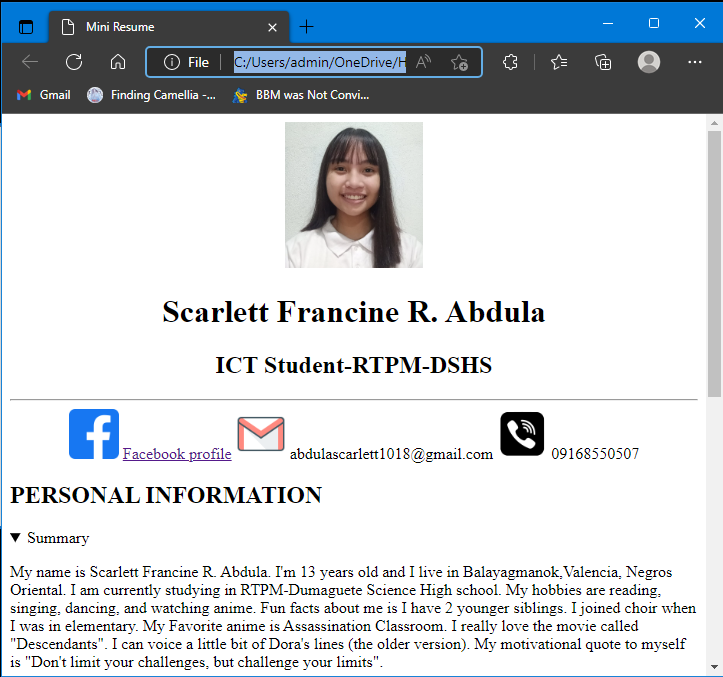 Mini Resume
File
C:/Users/admin/OneDrive/H
Gmail
Finding Camellia -...
BBM was Not Convi...
Scarlett Francine R. Abdula
ICT Student-RTPM-DSHS
Facebook profile abdulascarlett1018@gmail.com 09168550507
PERSONAL INFORMATION
▼ Summary
My name is Scarlett Francine R. Abdula. I'm 13 years old and I live in Balayagmanok,Valencia, Negros
Oriental. I am currently studying in RTPM-Dumaguete Science High school. My hobbies are reading,
singing, dancing, and watching anime. Fun facts about me is I have 2 younger siblings. I joined choir when
I was in elementary. My Favorite anime is Assassination Classroom. I really love the movie called
"Descendants". I can voice a little bit of Dora's lines (the older version). My motivational quote to myself
is "Don't limit your challenges, but challenge your limits".